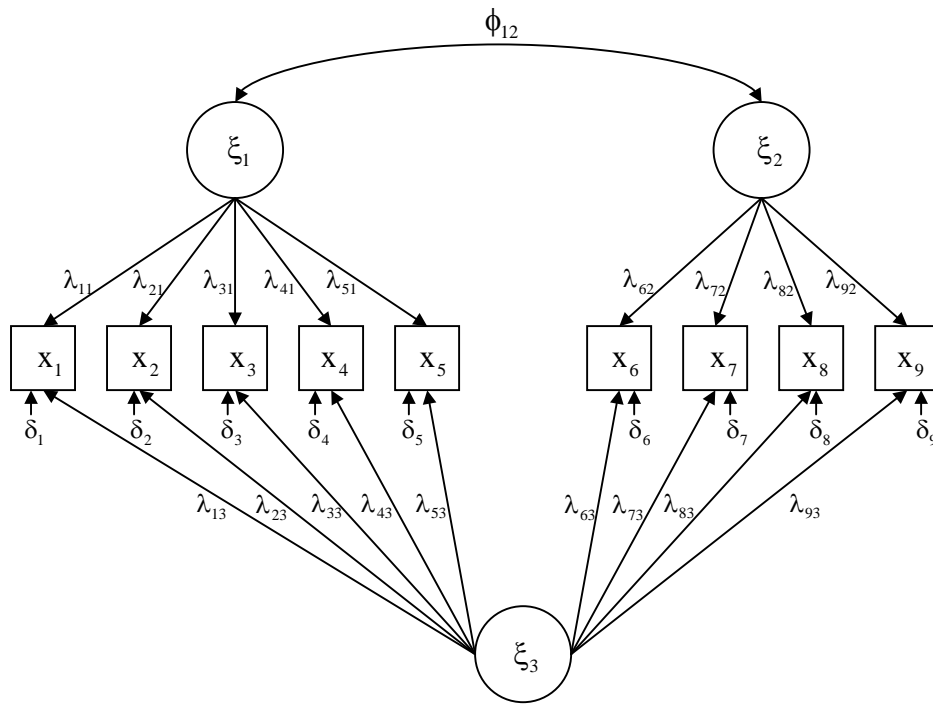 ϕ₁₂
ξ₁ ξ₂
λ₁₁ λ₂₁ λ₃₁ λ₄₁ λ₅₁ λ₆₂ λ₇₂ λ₈₂ λ₉₂
x₁ x₂ x₃ x₄ x₅ x₆ x₇ x₈ x₉
δ₁ δ₂ δ₃ δ₄ δ₅ δ₆ δ₇ δ₈ δ₉
λ₁₃ λ₂₃ λ₃₃ λ₄₃ λ₅₃ λ₆₃ λ₇₃ λ₈₃ λ₉₃
ξ₃